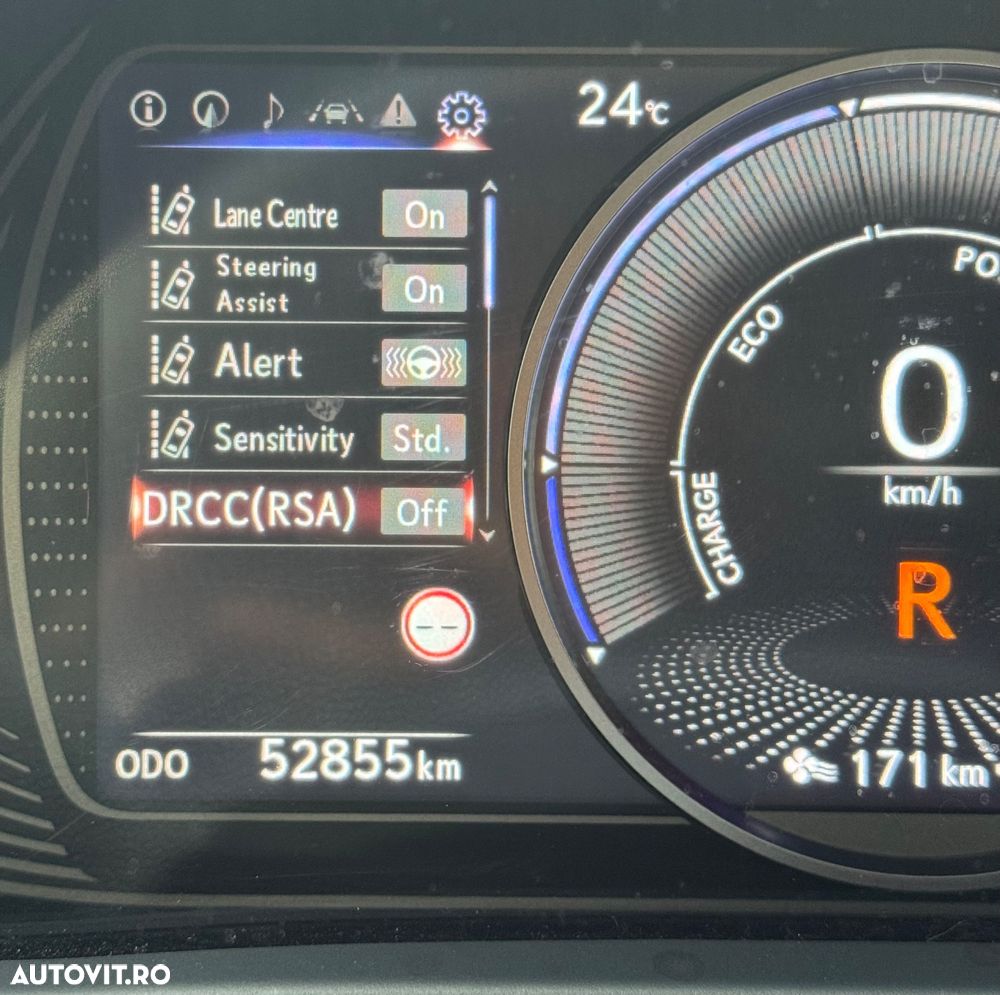 24°C
Lane Centre On
Steering
Assist On
Alert
Sensitivity Std.
DRCC(RSA) Off
--
ODO 52855km
ECO
CHARGE
0
km/h
R
171 km
AUTOVIT.RO